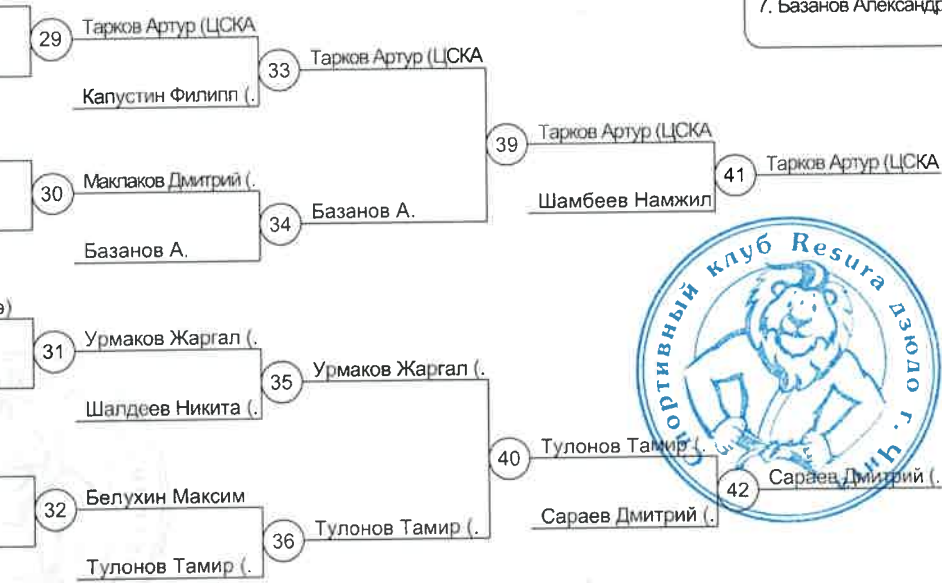 7. Базанов Александр
29
Тарков Артур (ЦСКА
Капустин Филипп (.
33
Тарков Артур (ЦСКА
39
Тарков Артур (ЦСКА
Шамбеев Намжил
41
Тарков Артур (ЦСКА
30
Маклаков Дмитрий (.
Базанов А.
34
Базанов А.
Спортивный клуб Resura дзюдо г. Чита
31
Урмаков Жаргал (.
Шалдеев Никита (.
35
Урмаков Жаргал (.
40
Тулонов Тамир (.
Сараев Дмитрий (.
42
Сараев Дмитрий (.
32
Белухин Максим
Тулонов Тамир (.
36
Тулонов Тамир (.